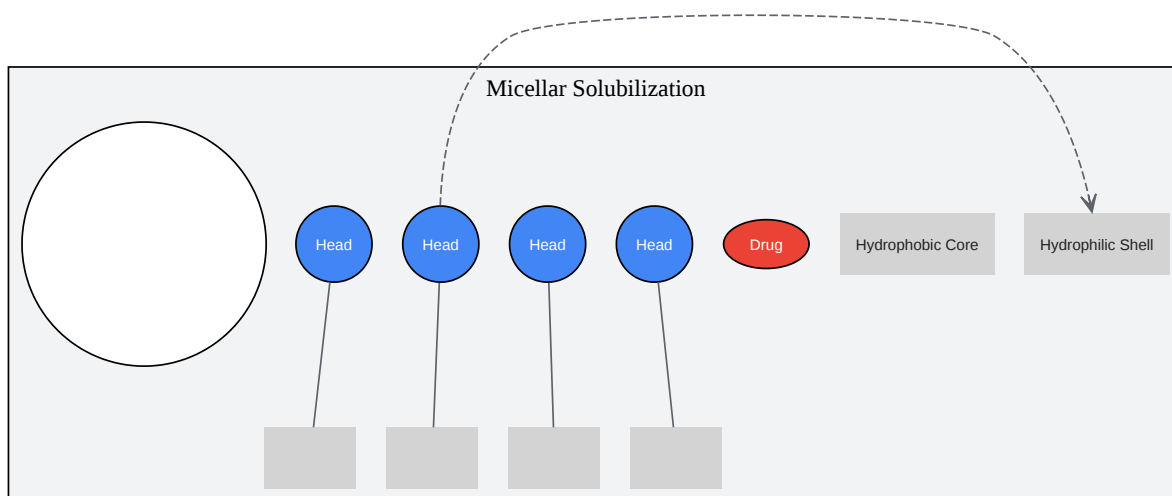 Micellar Solubilization
Head
Head
Head
Head
Drug
Hydrophobic Core
Hydrophilic Shell